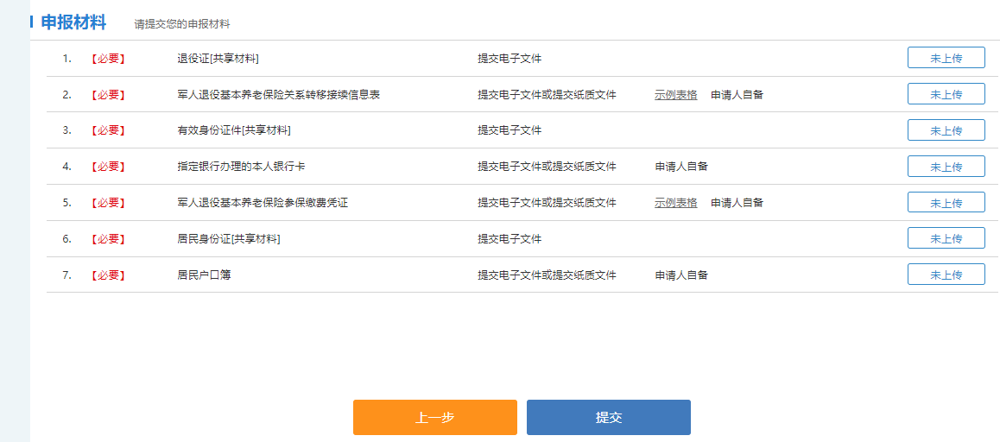 申报材料 请提交您的申报材料
1. 【必要】 退役证[共享材料] 提交电子文件 未上传
2. 【必要】 军人退役基本养老保险关系转移接续信息表 提交电子文件或提交纸质文件 示例表格 申请人自备 未上传
3. 【必要】 有效身份证件[共享材料] 提交电子文件 未上传
4. 【必要】 指定银行办理的本人银行卡 提交电子文件或提交纸质文件 申请人自备 未上传
5. 【必要】 军人退役基本养老保险参保缴费凭证 提交电子文件或提交纸质文件 示例表格 申请人自备 未上传
6. 【必要】 居民身份证[共享材料] 提交电子文件 未上传
7. 【必要】 居民户口簿 提交电子文件或提交纸质文件 申请人自备 未上传
上一步 提交